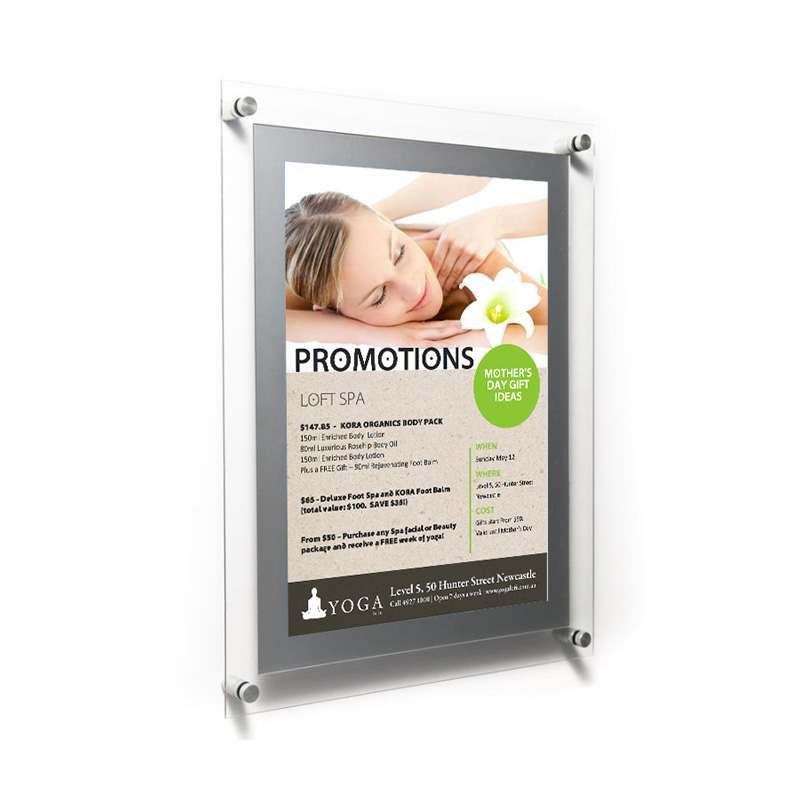 PROMOTIONS
MOTHER'S
DAY GIFT
IDEAS
LOFT SPA
$147.85 - KORA ORGANICS BODY PACK
150ml Enriched Body Lotion
80ml Luxurious Rosehip Body Oil
150ml Enriched Body Lotion
Plus a FREE Gift – 90ml Rejuvenating Foot Balm
$65 - Deluxe Foot Spa and KORA Foot Balm
(total value: $100. SAVE $35!)
From $50 – Purchase any Spa facial or Beauty
package and receive a FREE week of yoga!
WHEN
Sunday May 12
WHERE
Level 5, 50 Hunter Street
Newcastle
COST
Gifts start From
Valid until Mother's Day
YOGA
loft
Level 5, 50 Hunter Street Newcastle
Call 4927 1008 | Open 7 days a week www.yogaloft.com.au